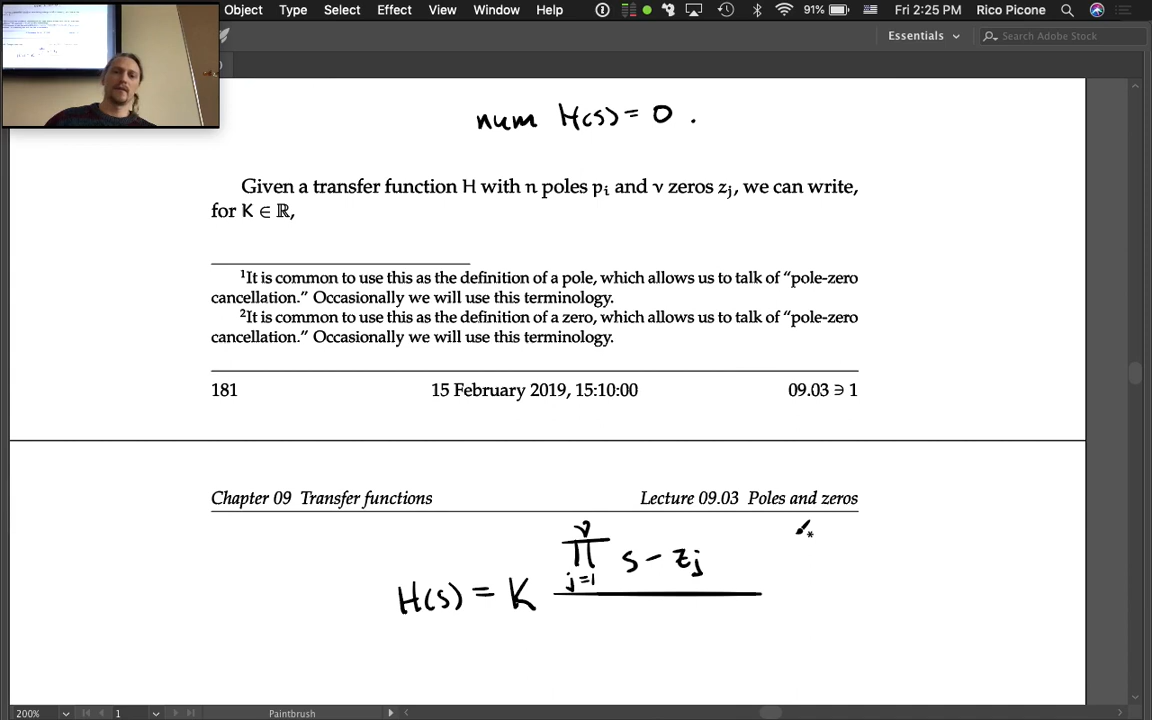 Object Type Select Effect View Window Help 91% Fri 2:25 PM Rico Picone
Essentials Search Adobe Stock
num H(s) = 0 .
Given a transfer function H with n poles pᵢ and ν zeros zⱼ, we can write,
for K ∈ ℝ,
¹It is common to use this as the definition of a pole, which allows us to talk of “pole-zero
cancellation.” Occasionally we will use this terminology.
²It is common to use this as the definition of a zero, which allows us to talk of “pole-zero
cancellation.” Occasionally we will use this terminology.
181 15 February 2019, 15:10:00 09.03 ∋ 1
Chapter 09 Transfer functions Lecture 09.03 Poles and zeros
ν
∏ s − zⱼ
j=1
H(s) = K
200% 1 Paintbrush